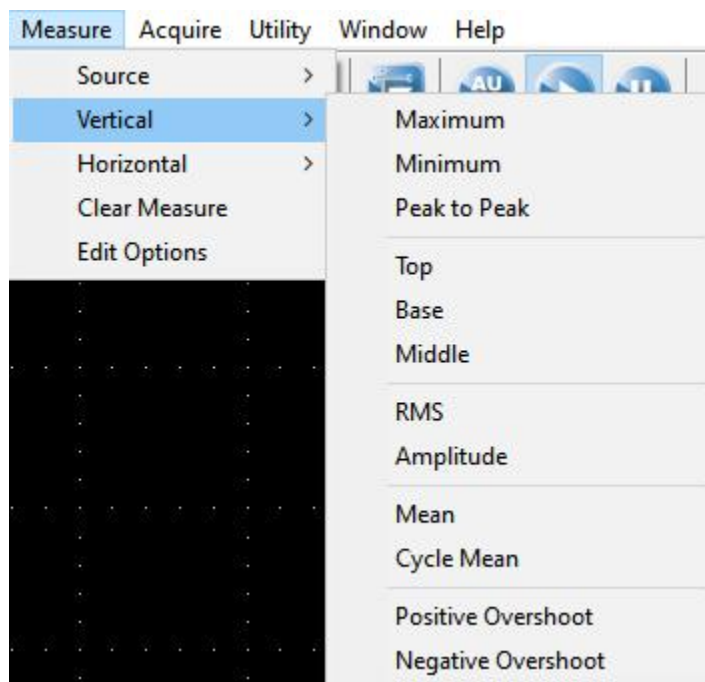 Measure Acquire Utility Window Help
Source
Vertical
Horizontal
Clear Measure
Edit Options
AU
Maximum
Minimum
Peak to Peak
Top
Base
Middle
RMS
Amplitude
Mean
Cycle Mean
Positive Overshoot
Negative Overshoot